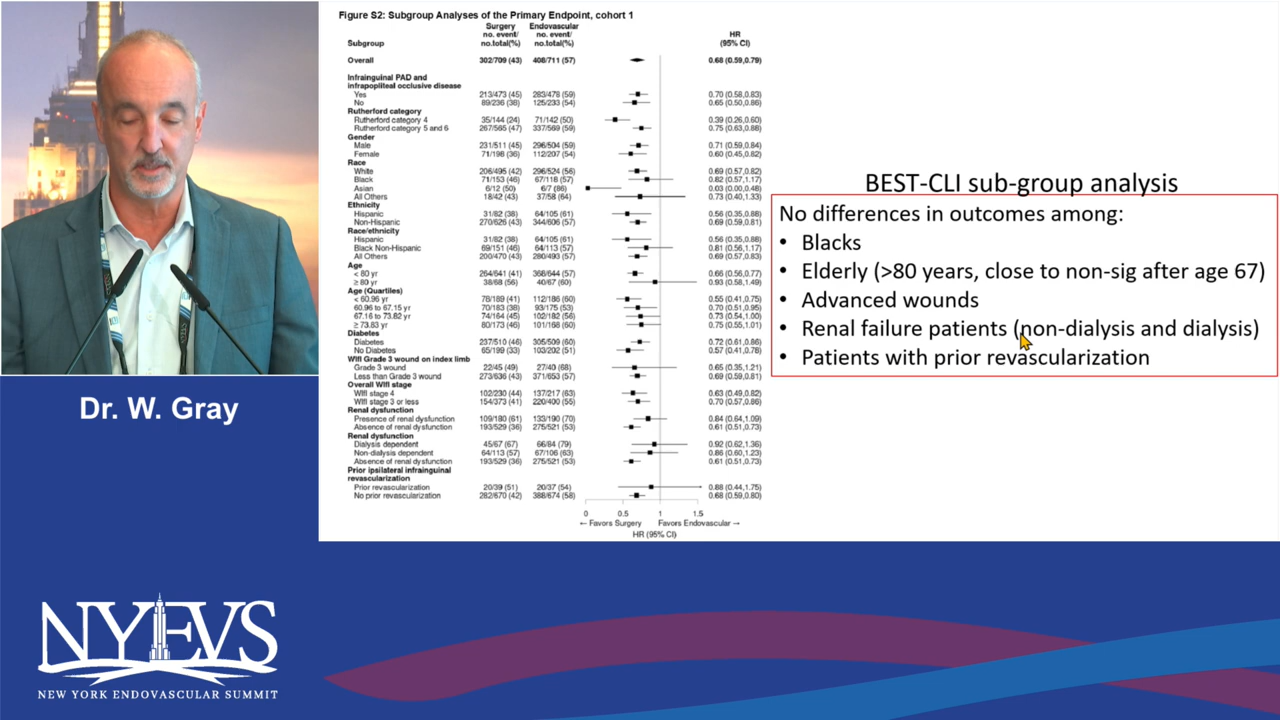 Figure S2: Subgroup Analyses of the Primary Endpoint, cohort 1
Surgery Endovascular
no. event/ no. event/ HR
no.total(%) no.total(%) (95% CI)
Subgroup
Overall 302/709 (43) 408/711 (57) 0.68 (0.59,0.79)
Infrainguinal PAD and
infrapopliteal occlusive disease
Yes 213/473 (45) 283/478 (59) 0.70 (0.58,0.83)
No 89/236 (38) 125/233 (54) 0.65 (0.50,0.86)
Rutherford category
Rutherford category 4 35/144 (24) 71/142 (50) 0.39 (0.26,0.60)
Rutherford category 5 and 6 267/565 (47) 337/569 (59) 0.75 (0.63,0.88)
Gender
Male 231/511 (45) 296/504 (59) 0.71 (0.59,0.84)
Female 71/198 (36) 112/207 (54) 0.60 (0.45,0.82)
Race
White 206/495 (42) 296/524 (56) 0.69 (0.57,0.82)
Black 71/153 (46) 67/118 (57) 0.82 (0.57,1.17)
Asian 6/12 (50) 6/7 (86) 0.03 (0.00,0.48)
All Others 18/42 (43) 37/58 (64) 0.73 (0.40,1.33)
Ethnicity
Hispanic 31/82 (38) 64/105 (61) 0.56 (0.35,0.88)
Non-Hispanic 270/626 (43) 344/606 (57) 0.69 (0.59,0.81)
Race/ethnicity
Hispanic 31/82 (38) 64/105 (61) 0.56 (0.35,0.88)
Black Non-Hispanic 69/151 (46) 64/113 (57) 0.81 (0.56,1.17)
All Others 200/470 (43) 280/493 (57) 0.69 (0.57,0.83)
Age
< 80 yr 264/641 (41) 368/644 (57) 0.66 (0.56,0.77)
≥ 80 yr 38/68 (56) 40/67 (60) 0.93 (0.58,1.49)
Age (Quartiles)
< 60.96 yr 78/189 (41) 112/186 (60) 0.55 (0.41,0.75)
60.96 to 67.15 yr 70/183 (38) 93/175 (53) 0.70 (0.51,0.95)
67.16 to 73.82 yr 74/164 (45) 102/182 (56) 0.73 (0.54,1.00)
≥ 73.83 yr 80/173 (46) 101/168 (60) 0.75 (0.55,1.01)
Diabetes
Diabetes 237/510 (46) 305/509 (60) 0.72 (0.61,0.86)
No Diabetes 65/199 (33) 103/202 (51) 0.57 (0.41,0.78)
WIfI Grade 3 wound on index limb
Grade 3 wound 22/45 (49) 27/40 (68) 0.65 (0.35,1.21)
Less than Grade 3 wound 273/636 (43) 371/653 (57) 0.69 (0.59,0.81)
Overall WIfI stage
WIfI stage 4 102/230 (44) 137/217 (63) 0.63 (0.49,0.82)
WIfI stage 3 or less 154/373 (41) 220/400 (55) 0.70 (0.57,0.86)
Renal dysfunction
Presence of renal dysfunction 109/180 (61) 133/190 (70) 0.84 (0.64,1.09)
Absence of renal dysfunction 193/529 (36) 275/521 (53) 0.61 (0.51,0.73)
Renal dysfunction
Dialysis dependent 45/67 (67) 66/84 (79) 0.92 (0.62,1.36)
Non-dialysis dependent 64/113 (57) 67/106 (63) 0.86 (0.60,1.23)
Absence of renal dysfunction 193/529 (36) 275/521 (53) 0.61 (0.51,0.73)
Prior ipsilateral infrainguinal
revascularization
Prior revascularization 20/39 (51) 20/37 (54) 0.88 (0.44,1.75)
No prior revascularization 282/670 (42) 388/674 (58) 0.68 (0.59,0.80)
0 0.5 1 1.5
← Favors Surgery Favors Endovascular →
HR (95% CI)
BEST-CLI sub-group analysis
No differences in outcomes among:
• Blacks
• Elderly (>80 years, close to non-sig after age 67)
• Advanced wounds
• Renal failure patients (non-dialysis and dialysis)
• Patients with prior revascularization
Dr. W. Gray
NYEVS
NEW YORK ENDOVASCULAR SUMMIT